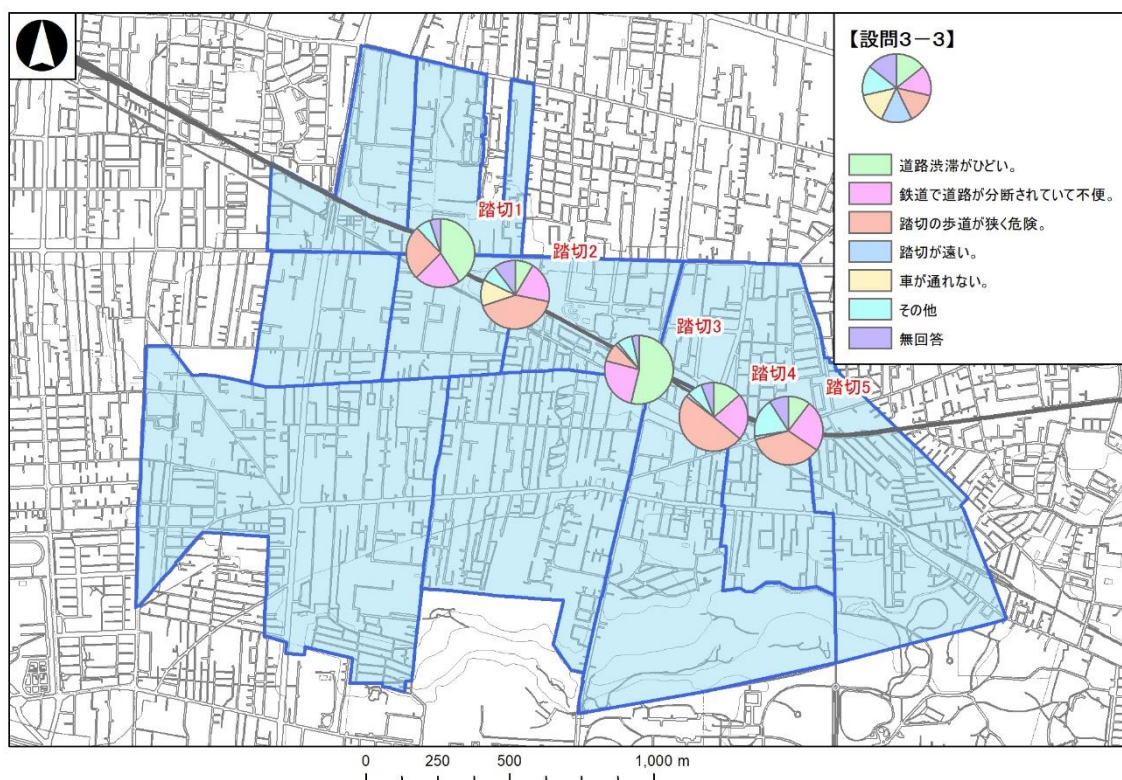 【設問3-3】
道路渋滞がひどい。
鉄道で道路が分断されていて不便。
踏切の歩道が狭く危険。
踏切が遠い。
車が通れない。
その他
無回答
踏切1
踏切2
踏切3
踏切4
踏切5
0 250 500 1,000 m